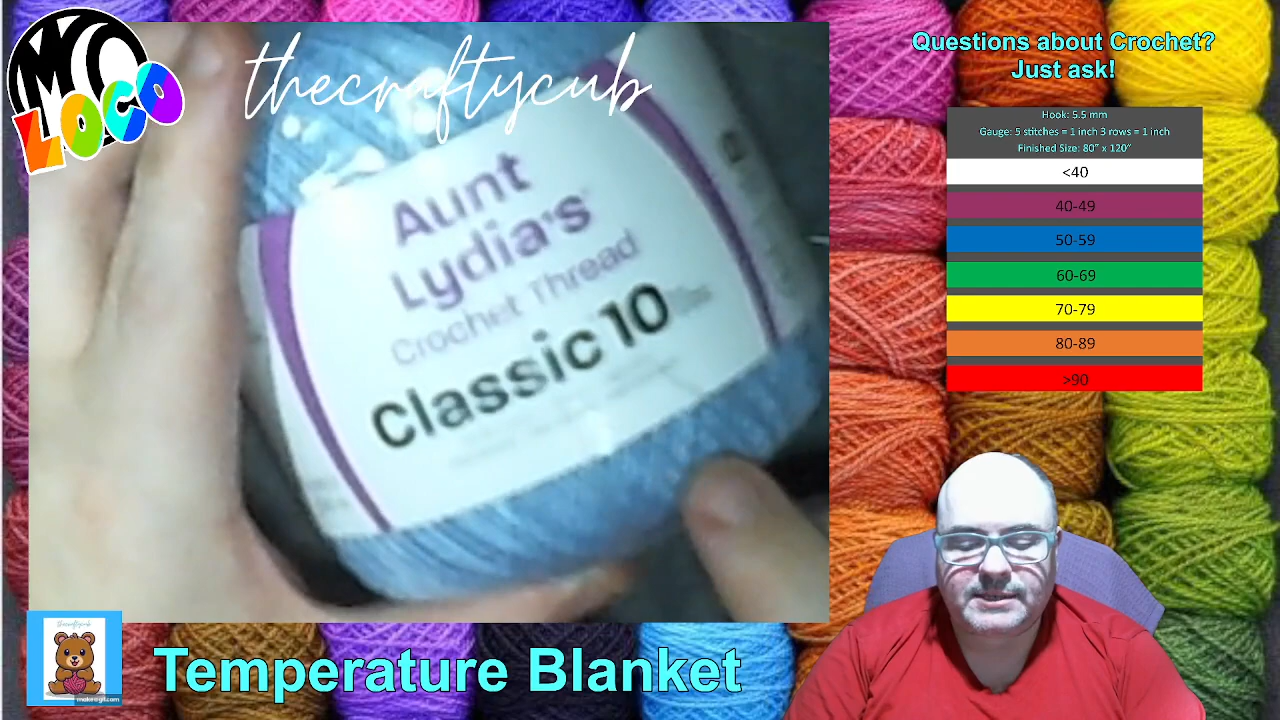 MC
LOCO
thecraftycub
Aunt
Lydia's
Crochet Thread
Classic 10
Questions about Crochet?
Just ask!
Hook: 5.5 mm
Gauge: 5 stitches = 1 inch 3 rows = 1 inch
Finished Size: 80” x 120”
<40
40-49
50-59
60-69
70-79
80-89
>90
thecraftycub
Temperature Blanket